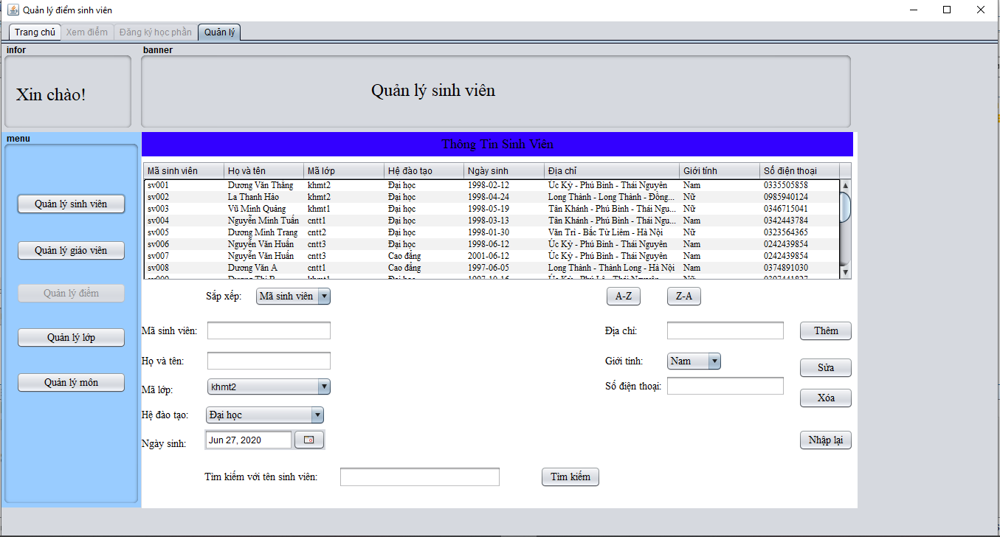 Quản lý điểm sinh viên
Trang chủ Xem điểm Đăng ký học phần Quản lý
infor banner
Xin chào! Quản lý sinh viên
menu
Thông Tin Sinh Viên
Mã sinh viên Họ và tên Mã lớp Hệ đào tạo Ngày sinh Địa chỉ Giới tính Số điện thoại
sv001 Dương Văn Thăng khmt2 Đại học 1998-02-12 Úc Kỳ - Phú Bình - Thái Nguyên Nam 0335505858
sv002 La Thanh Hảo khmt2 Đại học 1998-04-24 Long Thành - Long Thành - Đồng... Nữ 0985940124
sv003 Vũ Minh Quảng khmt1 Đại học 1998-05-19 Tân Khánh - Phú Bình - Thái Ngu... Nữ 0346715041
sv004 Nguyễn Minh Tuấn cntt1 Đại học 1998-03-13 Tân Khánh - Phú Bình - Thái Ngu... Nam 0342443784
sv005 Dương Minh Trang cntt2 Đại học 1998-01-30 Văn Trì - Bắc Từ Liêm - Hà Nội Nữ 0323564365
sv006 Nguyễn Văn Huấn cntt3 Đại học 1998-06-12 Úc Kỳ - Phú Bình - Thái Nguyên Nam 0242439854
sv007 Nguyễn Văn Huấn cntt3 Cao đẳng 2001-06-12 Úc Kỳ - Phú Bình - Thái Nguyên Nam 0242439854
sv008 Dương Văn A cntt1 Cao đẳng 1997-06-05 Long Thành - Thành Long - Hà Nội Nam 0374891030
Sắp xếp: Mã sinh viên A-Z Z-A
Quản lý sinh viên
Quản lý giáo viên
Quản lý điểm
Quản lý lớp
Quản lý môn
Mã sinh viên: Địa chỉ: Thêm
Họ và tên: Giới tính: Nam Sửa
Mã lớp: khmt2 Số điện thoại: Xóa
Hệ đào tạo: Đại học
Ngày sinh: Jun 27, 2020 Nhập lại
Tìm kiếm với tên sinh viên: Tìm kiếm